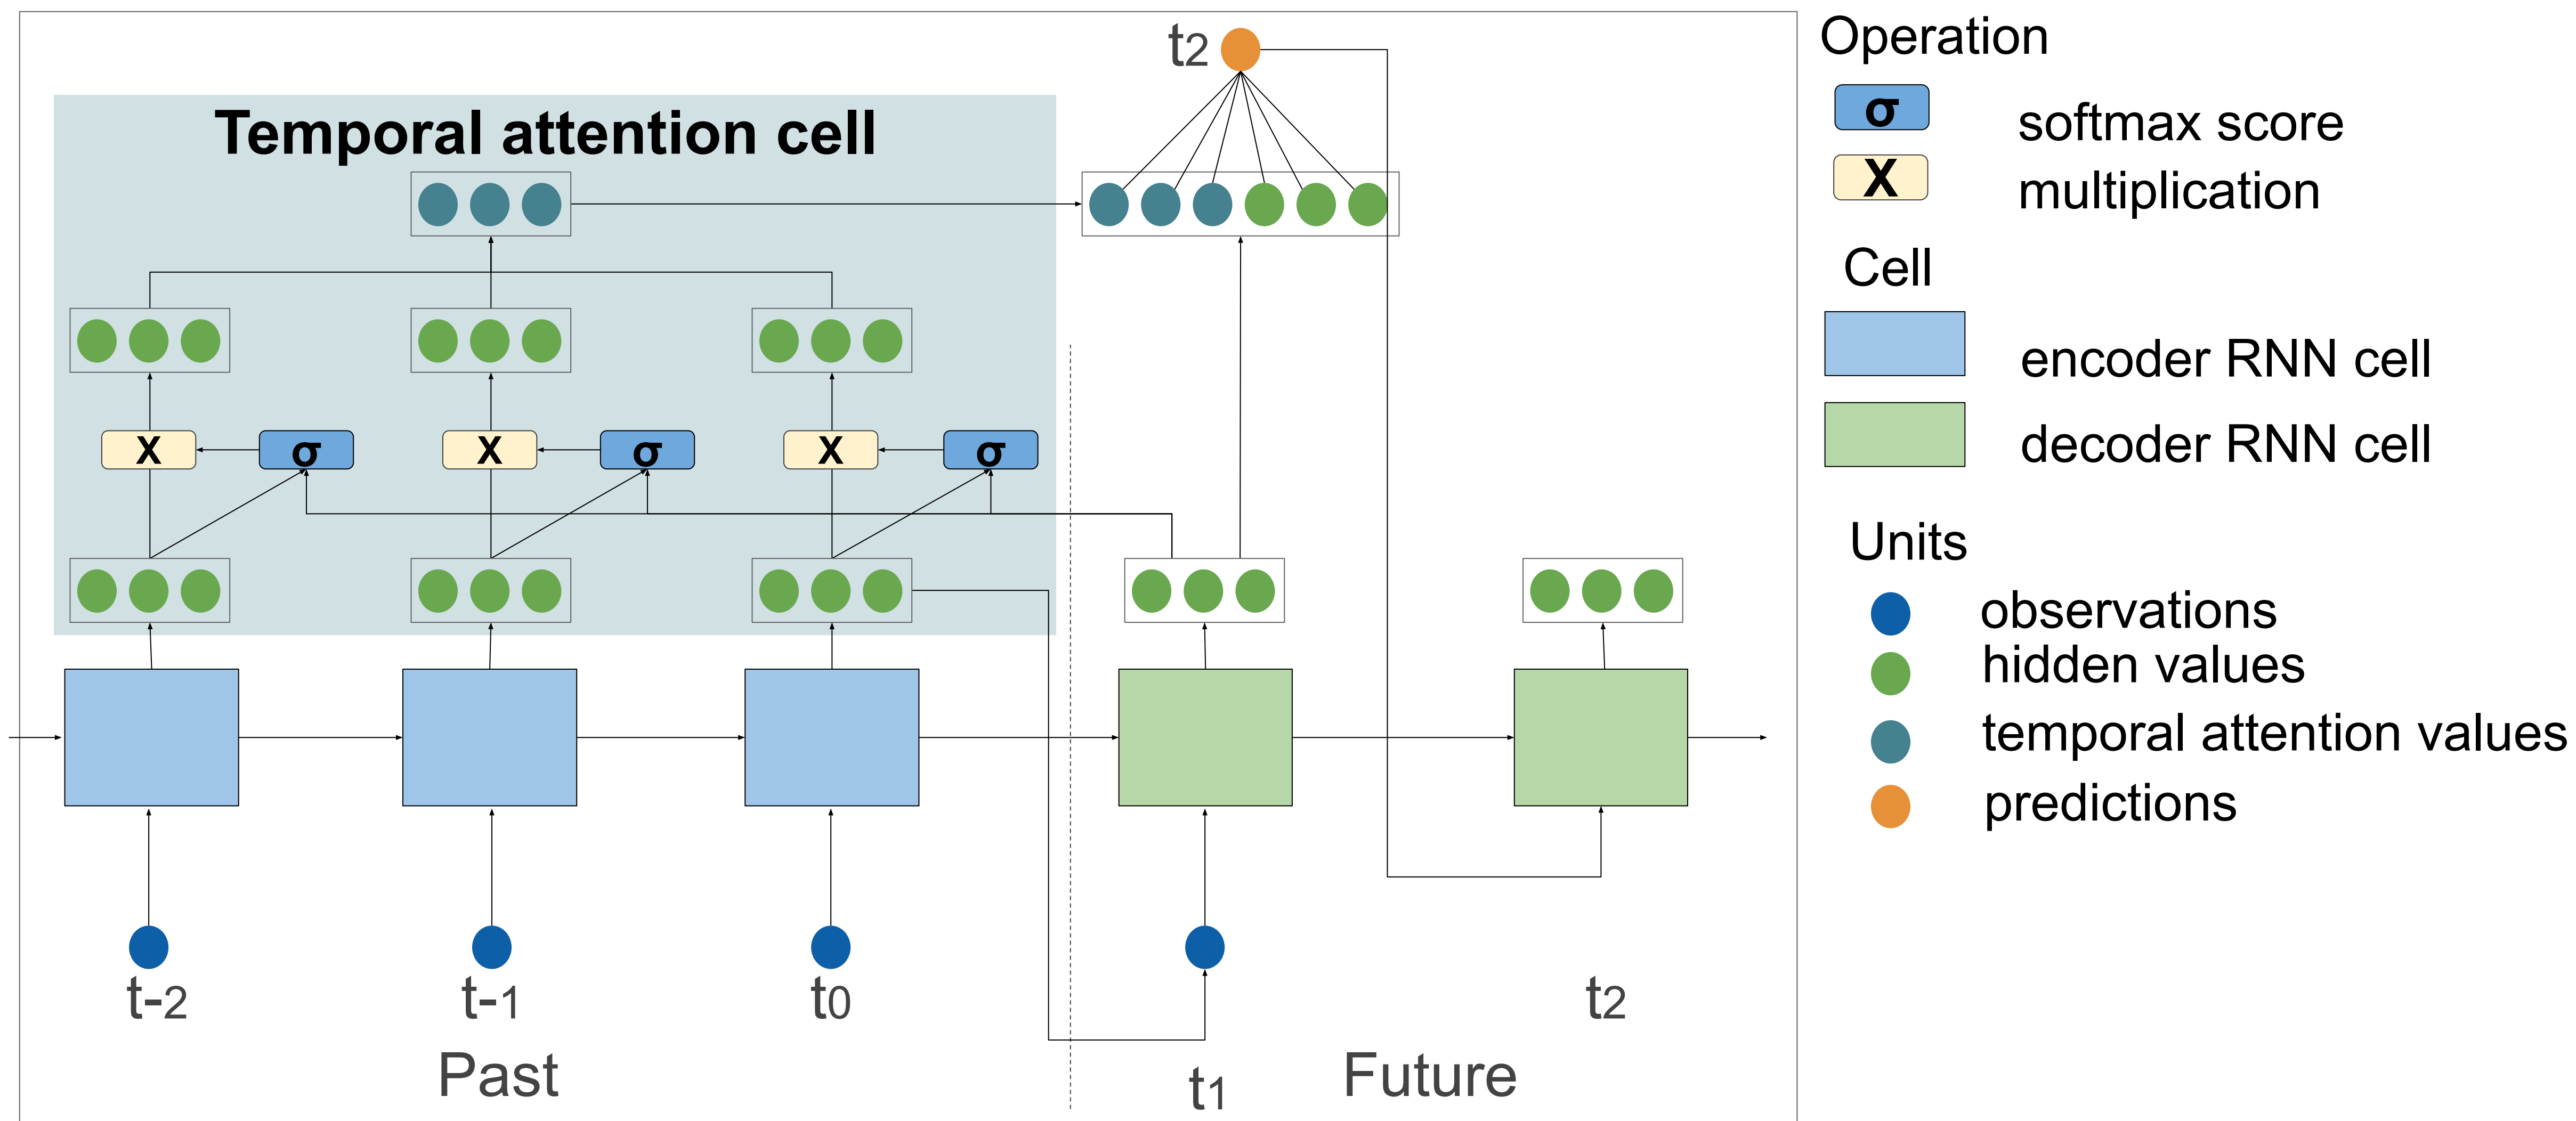 t2
Temporal attention cell
X
σ
X
σ
X
σ
t-2
t-1
t0
t2
Past
t1
Future
Operation
σ
softmax score
X
multiplication
Cell
encoder RNN cell
decoder RNN cell
Units
observations
hidden values
temporal attention values
predictions